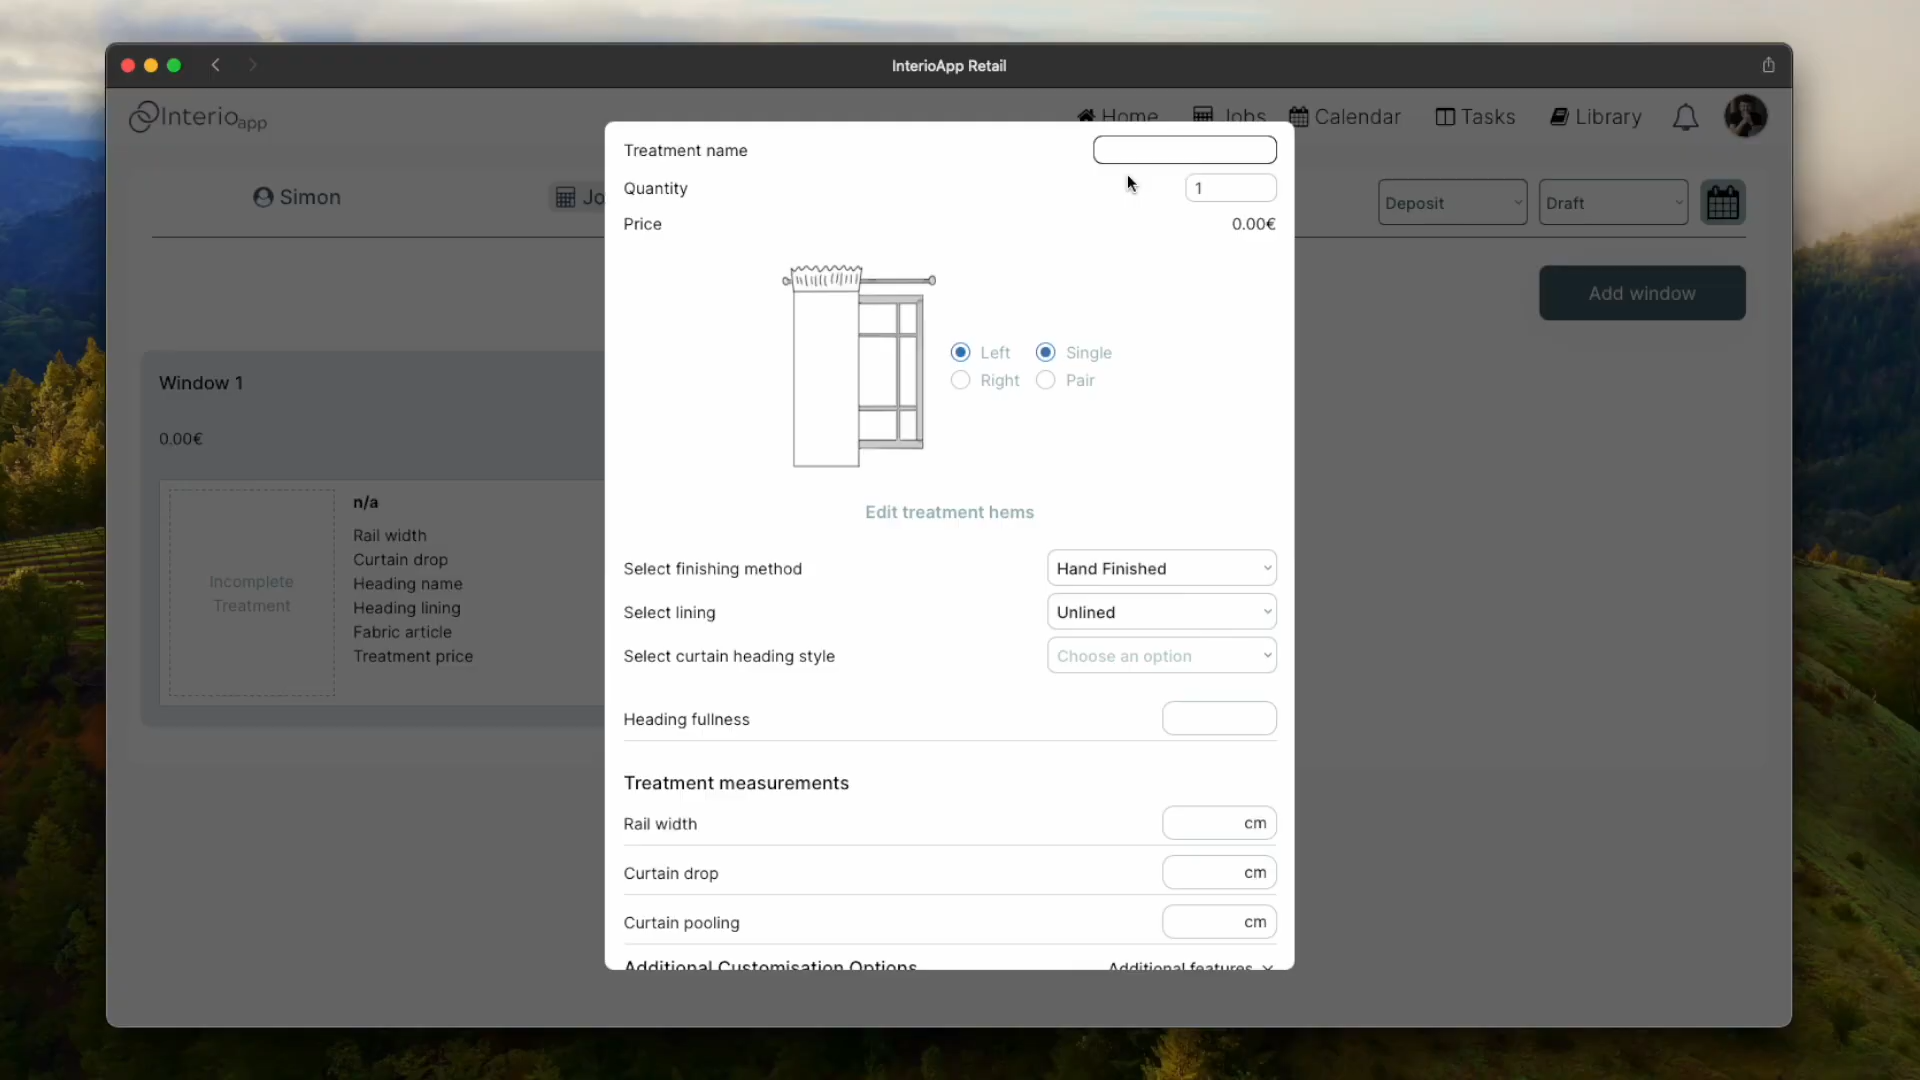 InterioApp Retail
Interioapp
Home
Jobs
Calendar
Tasks
Library
Simon
Jo
Deposit
Draft
Add window
Window 1
0.00€
Incomplete
Treatment
n/a
Rail width
Curtain drop
Heading name
Heading lining
Fabric article
Treatment price
Treatment name
Quantity
1
Price
0.00€
Left
Single
Right
Pair
Edit treatment hems
Select finishing method
Hand Finished
Select lining
Unlined
Select curtain heading style
Choose an option
Heading fullness
Treatment measurements
Rail width
cm
Curtain drop
cm
Curtain pooling
cm
Additional Customisation Options
Additional features